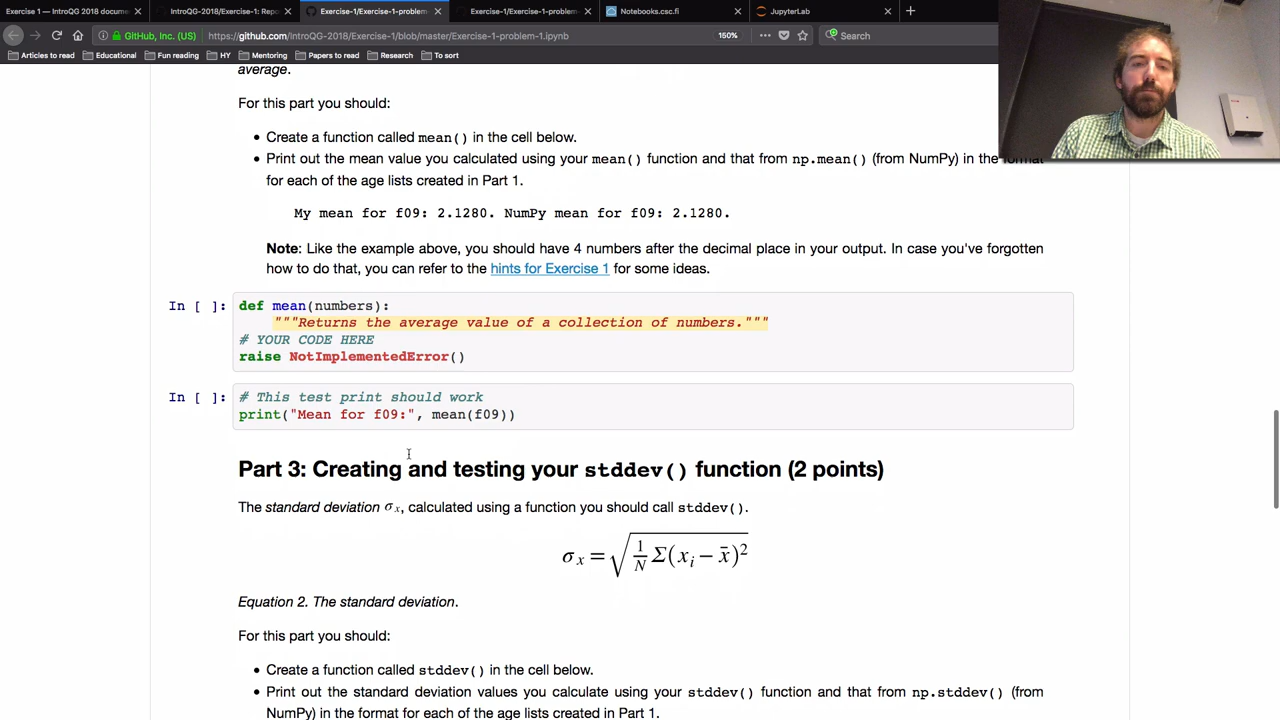 Exercise 1 — IntroQG 2018 docume
IntroQG-2018/Exercise-1: Repo
Exercise-1/Exercise-1-problem-
Exercise-1/Exercise-1-proble
Notebooks.csc.fi
JupyterLab
GitHub, Inc. (US)
https://github.com/IntroQG-2018/Exercise-1/blob/master/Exercise-1-problem-1.ipynb
150%
Search
Articles to read
Educational
Fun reading
HY
Mentoring
Papers to read
Research
To sort
average.
For this part you should:
• Create a function called mean() in the cell below.
• Print out the mean value you calculated using your mean() function and that from np.mean() (from NumPy) in the format
for each of the age lists created in Part 1.
My mean for f09: 2.1280. NumPy mean for f09: 2.1280.
Note: Like the example above, you should have 4 numbers after the decimal place in your output. In case you've forgotten
how to do that, you can refer to the hints for Exercise 1 for some ideas.
In [ ]: def mean(numbers):
"""Returns the average value of a collection of numbers."""
# YOUR CODE HERE
raise NotImplementedError()
In [ ]: # This test print should work
print("Mean for f09:", mean(f09))
Part 3: Creating and testing your stddev() function (2 points)
The standard deviation σx, calculated using a function you should call stddev().
σx = √(1/N Σ(xi − x̄)²)
Equation 2. The standard deviation.
For this part you should:
• Create a function called stddev() in the cell below.
• Print out the standard deviation values you calculate using your stddev() function and that from np.stddev() (from
NumPy) in the format for each of the age lists created in Part 1.